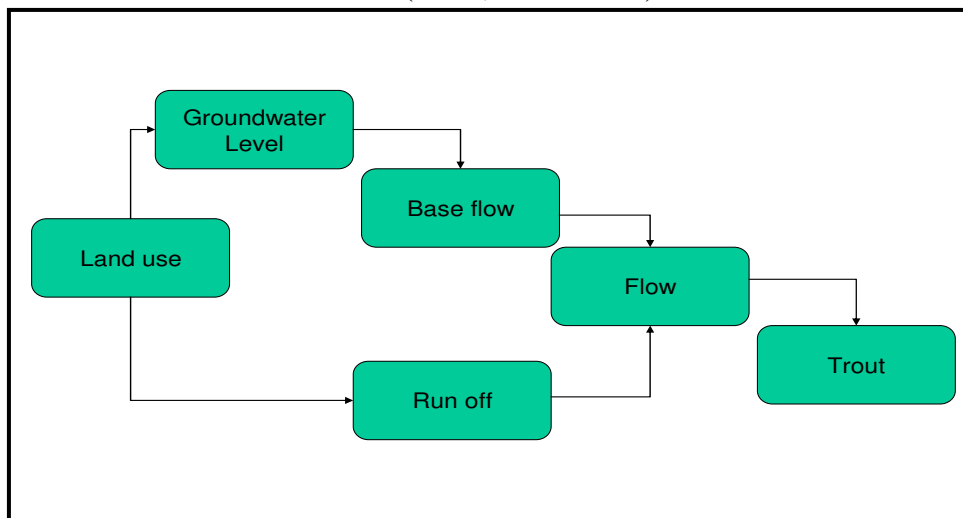 Groundwater
Level
Base flow
Land use
Flow
Trout
Run off